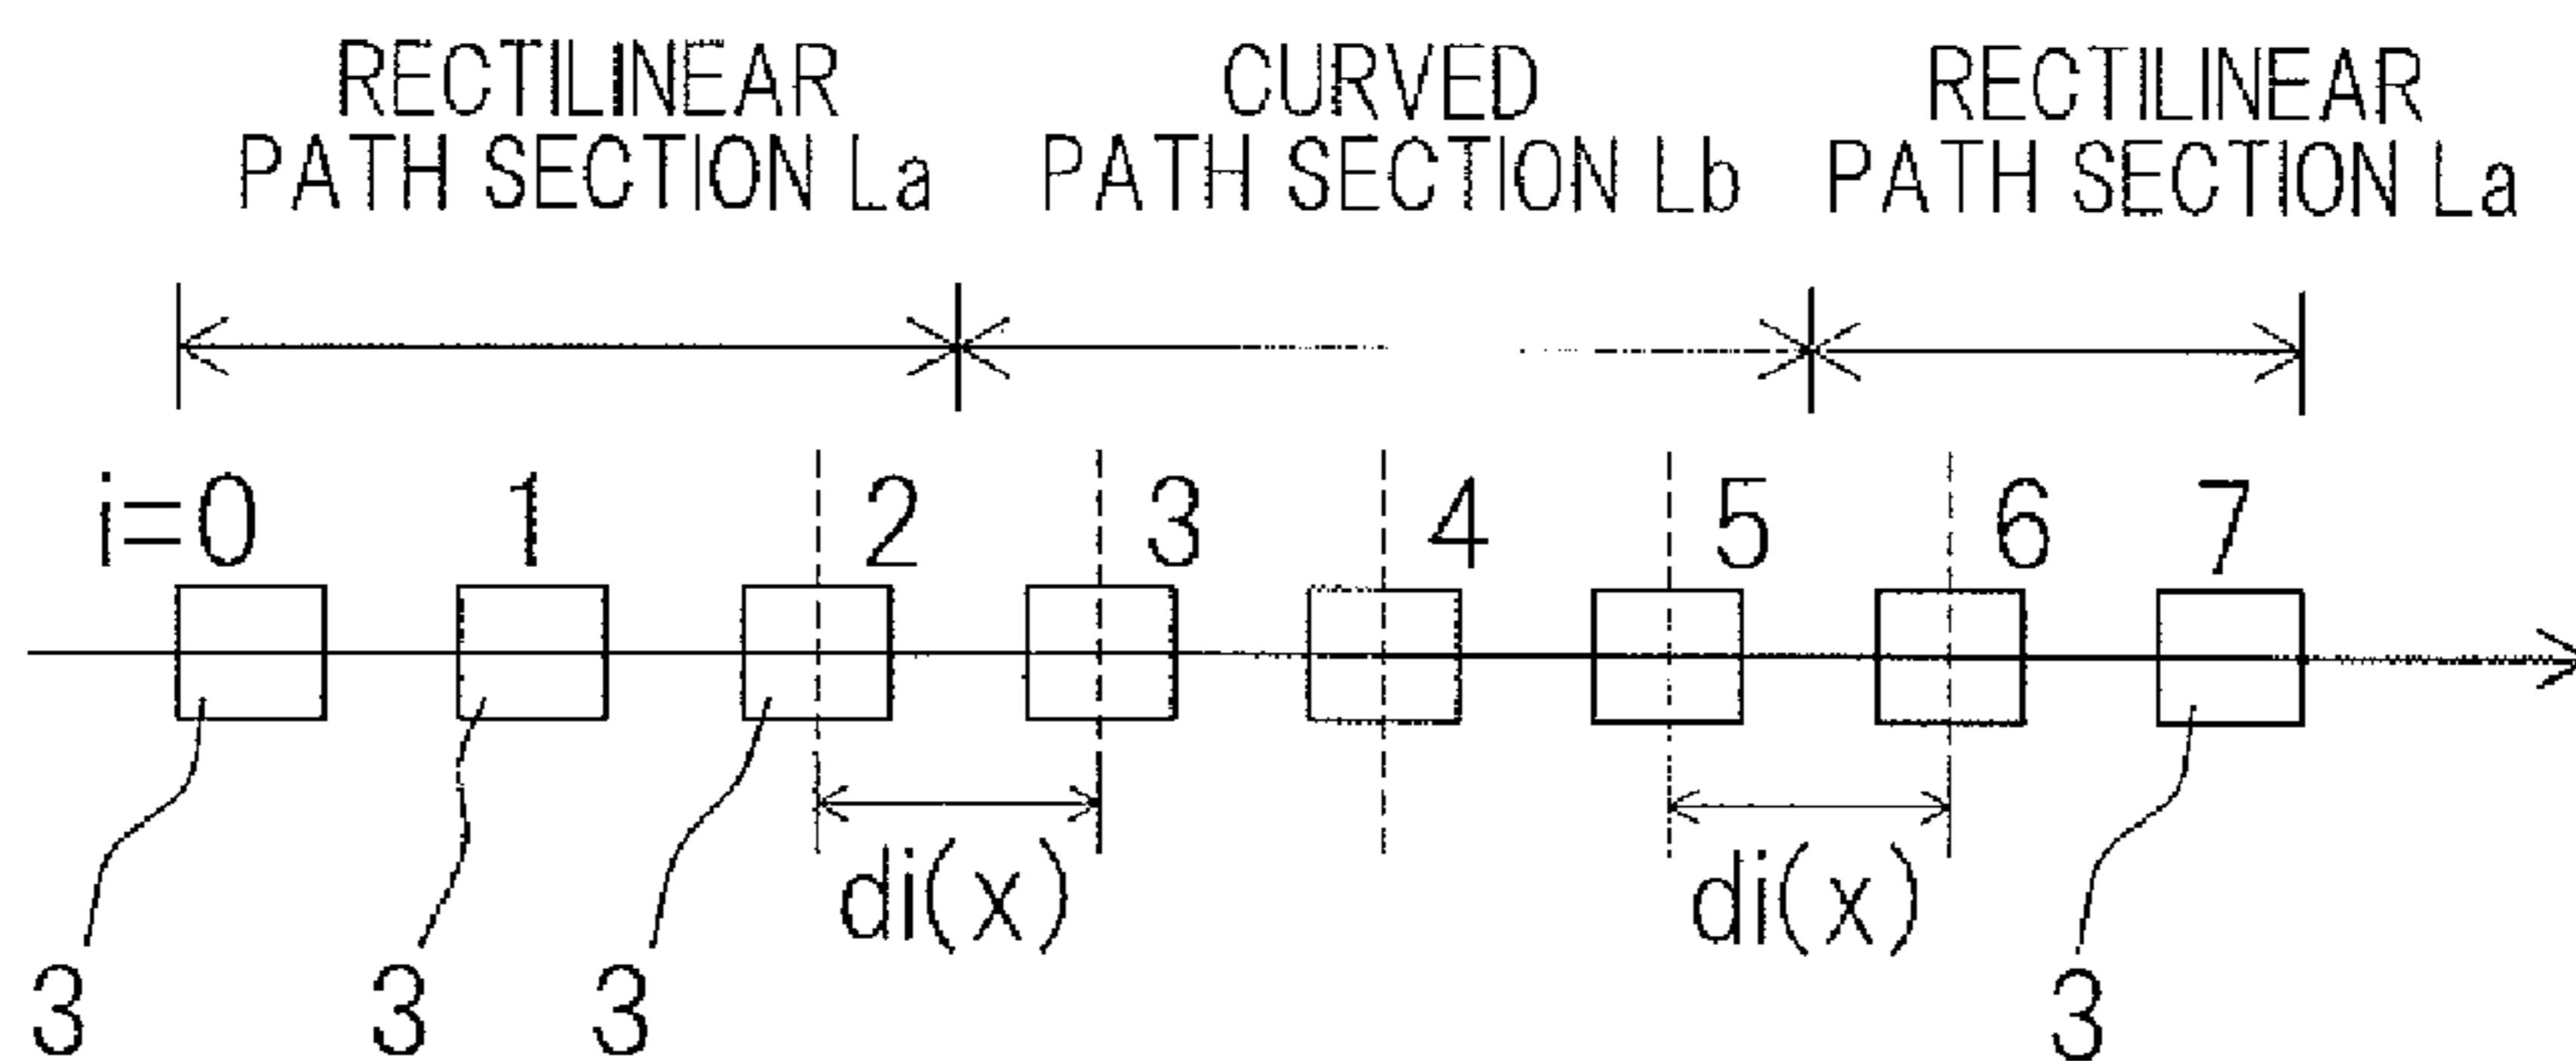 RECTILINEAR CURVED RECTILINEAR
PATH SECTION La PATH SECTION Lb PATH SECTION La
i=0 1 2 3 4 5 6 7
di(x) di(x)
3 3 3 3